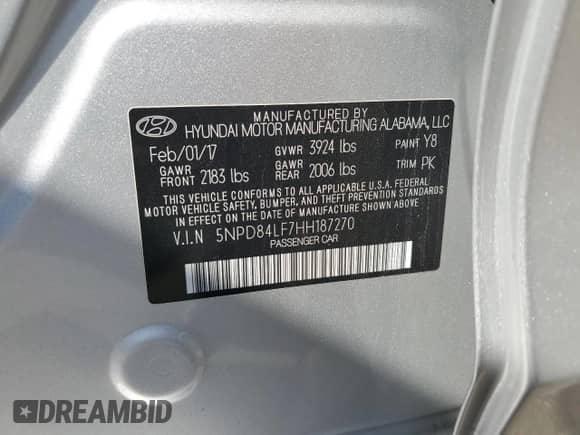 MANUFACTURED BY
HYUNDAI MOTOR MANUFACTURING ALABAMA, LLC
Feb/01/17 GVWR 3924 lbs PAINT Y8
GAWR FRONT 2183 lbs GAWR REAR 2006 lbs TRIM PK
THIS VEHICLE CONFORMS TO ALL APPLICABLE U.S.A. FEDERAL
MOTOR VEHICLE SAFETY, BUMPER, AND THEFT PREVENTION STANDARDS
IN EFFECT ON THE DATE OF MANUFACTURE SHOWN ABOVE.
V.I.N 5NPD84LF7HH187270
PASSENGER CAR
DREAMBID